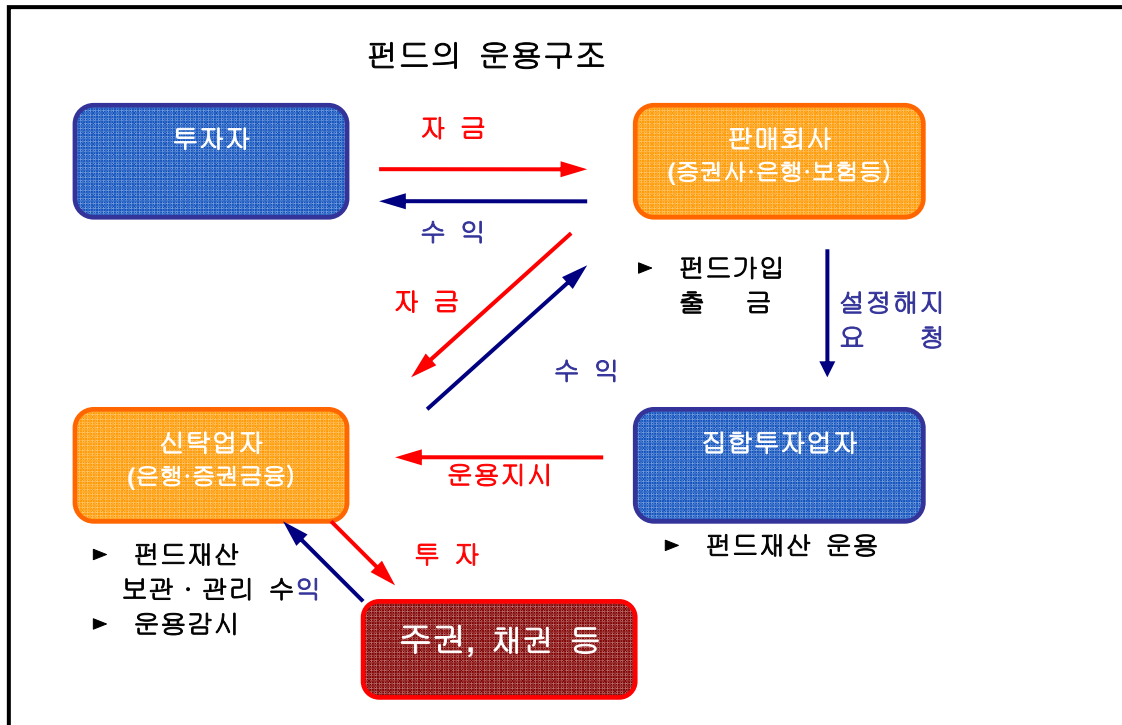 펀드의 운용구조
투자자
자 금
판매회사
(증권사·은행·보험등)
수 익
► 펀드가입
출 금
자 금
설정해지
요 청
수 익
신탁업자
(은행·증권금융)
집합투자업자
운용지시
► 펀드재산
보관·관리 수익
► 운용감시
투 자
► 펀드재산 운용
주권, 채권 등